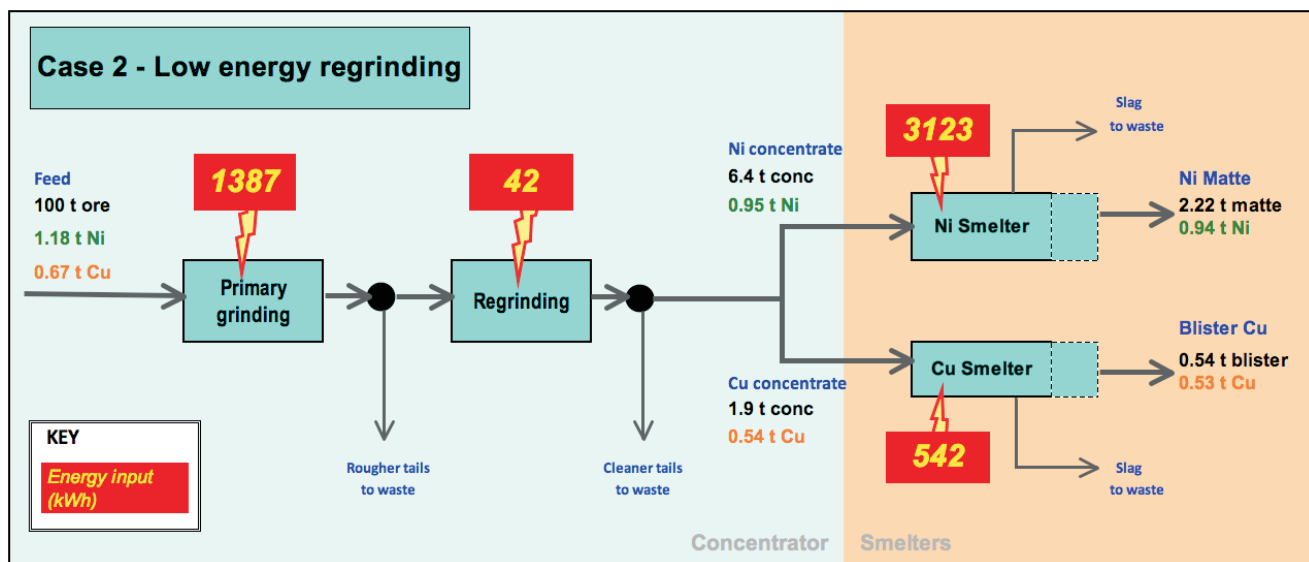 Case 2 - Low energy regrinding
Feed
100 t ore
1.18 t Ni
0.67 t Cu
1387
Primary
grinding
42
Regrinding
Rougher tails
to waste
Cleaner tails
to waste
Ni concentrate
6.4 t conc
0.95 t Ni
Cu concentrate
1.9 t conc
0.54 t Cu
3123
Ni Smelter
Slag
to waste
Ni Matte
2.22 t matte
0.94 t Ni
Cu Smelter
542
Blister Cu
0.54 t blister
0.53 t Cu
Slag
to waste
KEY
Energy input
(kWh)
Concentrator
Smelters